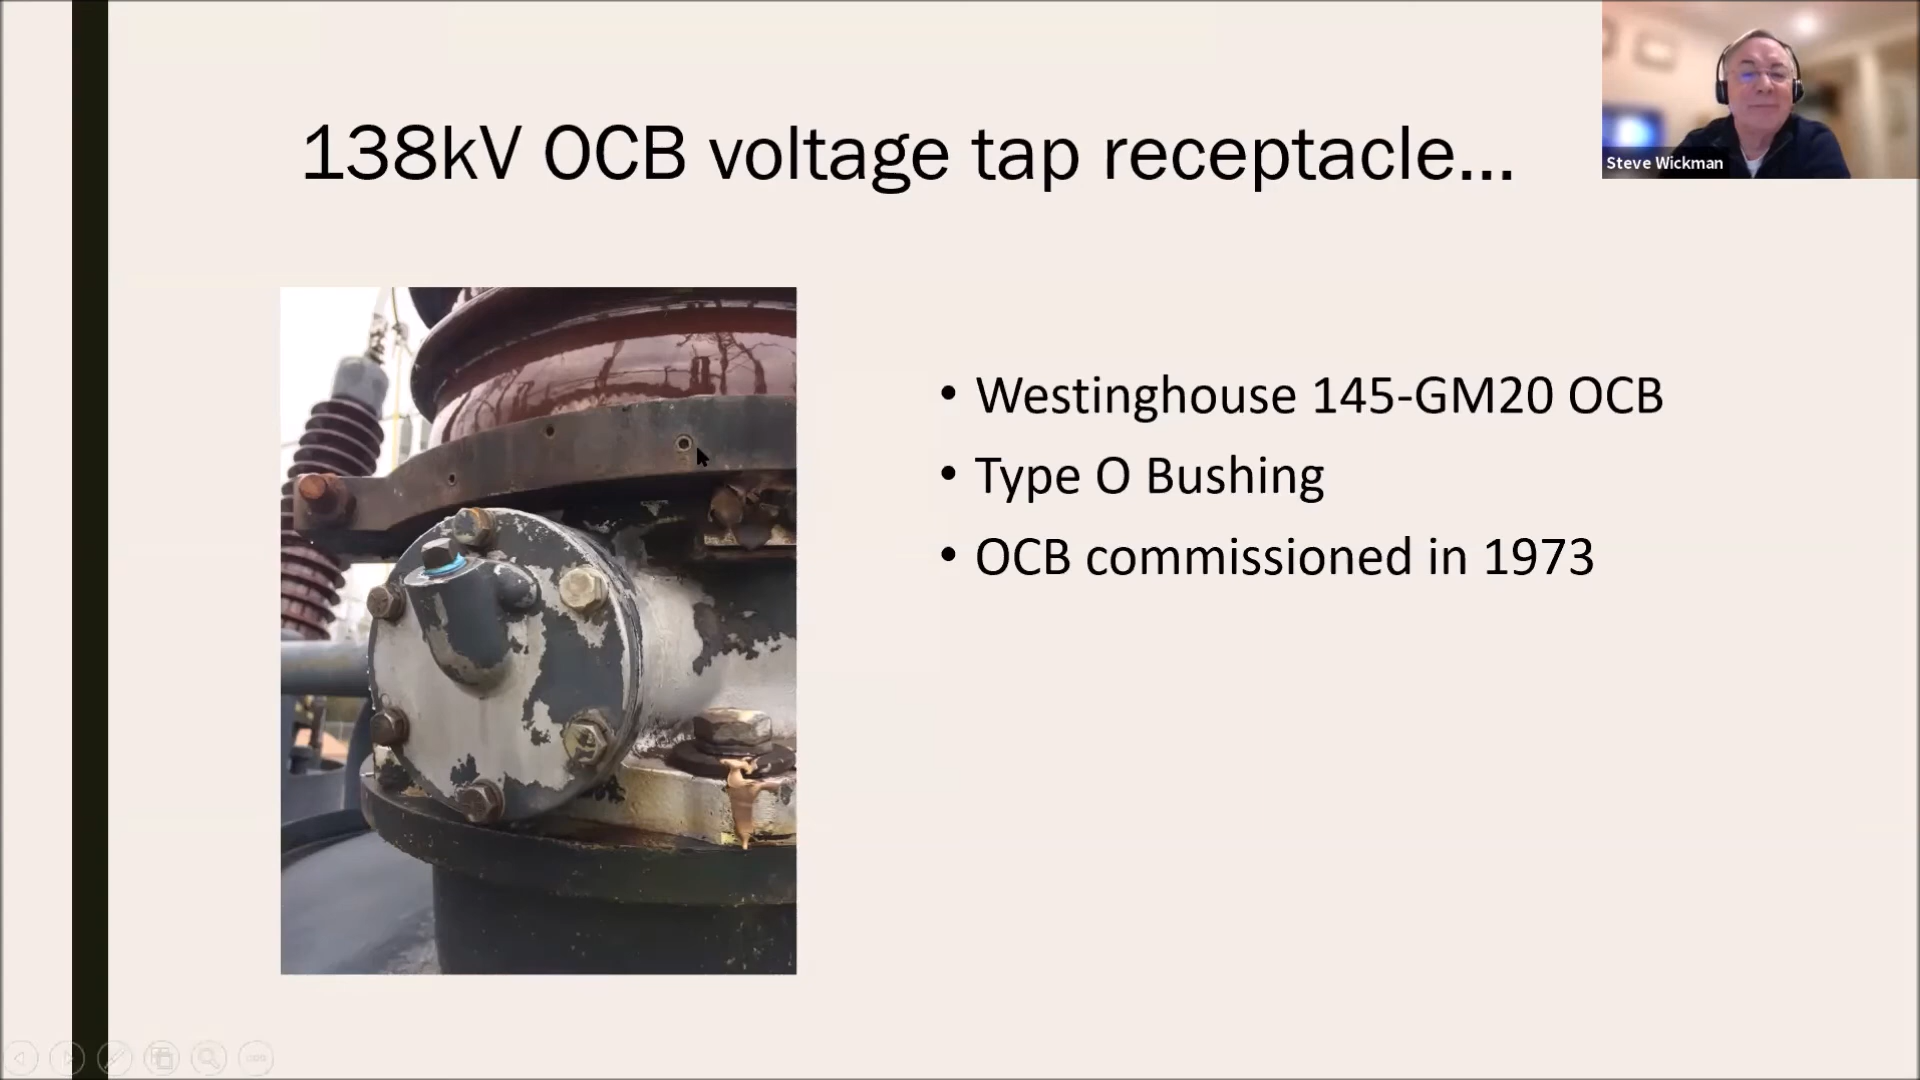 138kV OCB voltage tap receptacle...
Steve Wickman
• Westinghouse 145-GM20 OCB
• Type O Bushing
• OCB commissioned in 1973